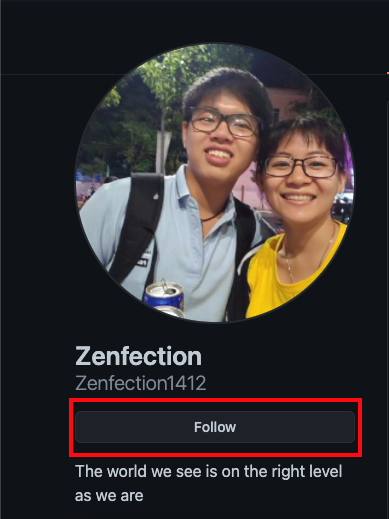 Zenfection
Zenfection1412
Follow
The world we see is on the right level
as we are